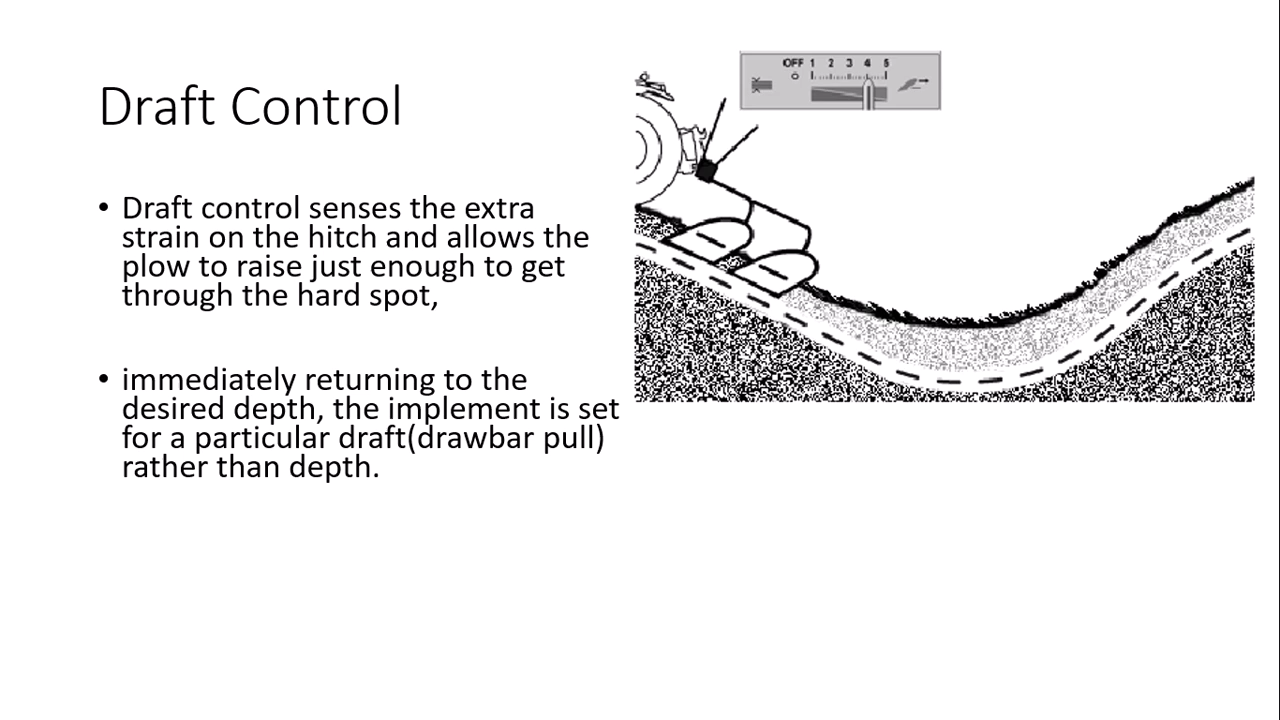 Draft Control
• Draft control senses the extra
strain on the hitch and allows the
plow to raise just enough to get
through the hard spot,
• immediately returning to the
desired depth, the implement is set
for a particular draft(drawbar pull)
rather than depth.
OFF 1 2 3 4 5